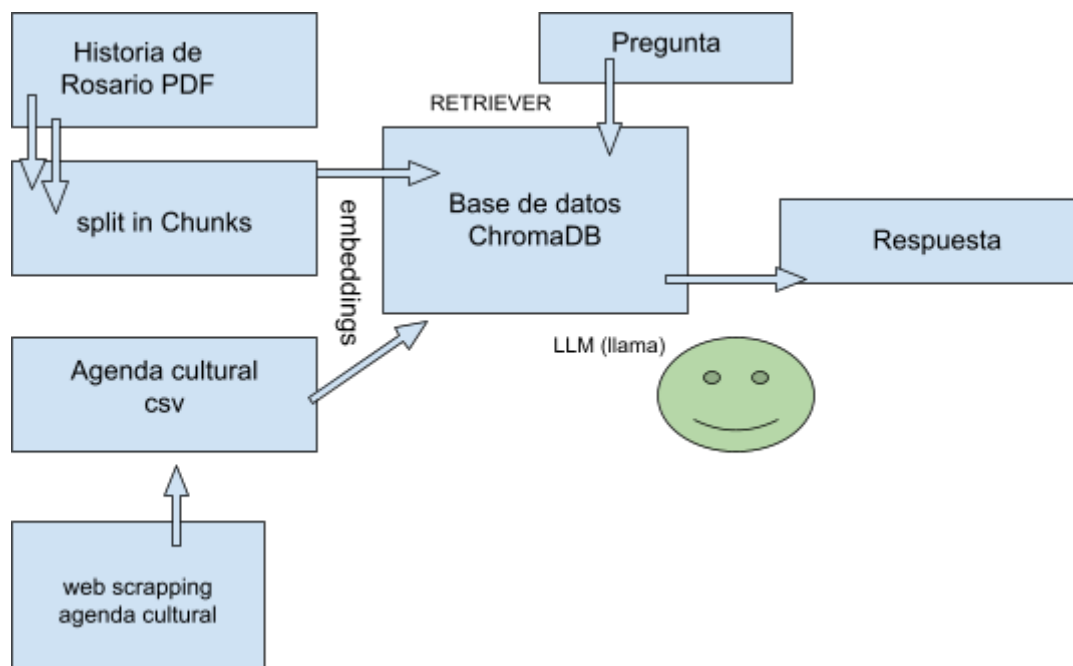 Historia de
Rosario PDF
Pregunta
RETRIEVER
split in Chunks
embeddings
Base de datos
ChromaDB
Respuesta
Agenda cultural
csv
LLM (llama)
web scrapping
agenda cultural